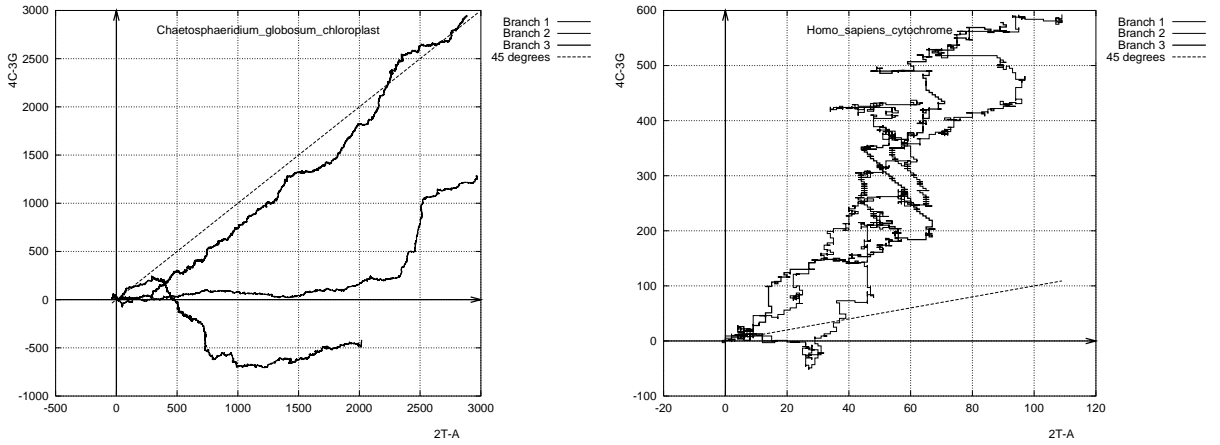 Chaetosphaeridium_globosum_chloroplast
Branch 1
Branch 2
Branch 3
45 degrees
4C-3G
3000
2500
2000
1500
1000
500
0
-500
-1000
-500
0
500
1000
1500
2000
2500
3000
2T-A
Homo_sapiens_cytochrome
Branch 1
Branch 2
Branch 3
45 degrees
4C-3G
600
500
400
300
200
100
0
-100
-20
0
20
40
60
80
100
120
2T-A